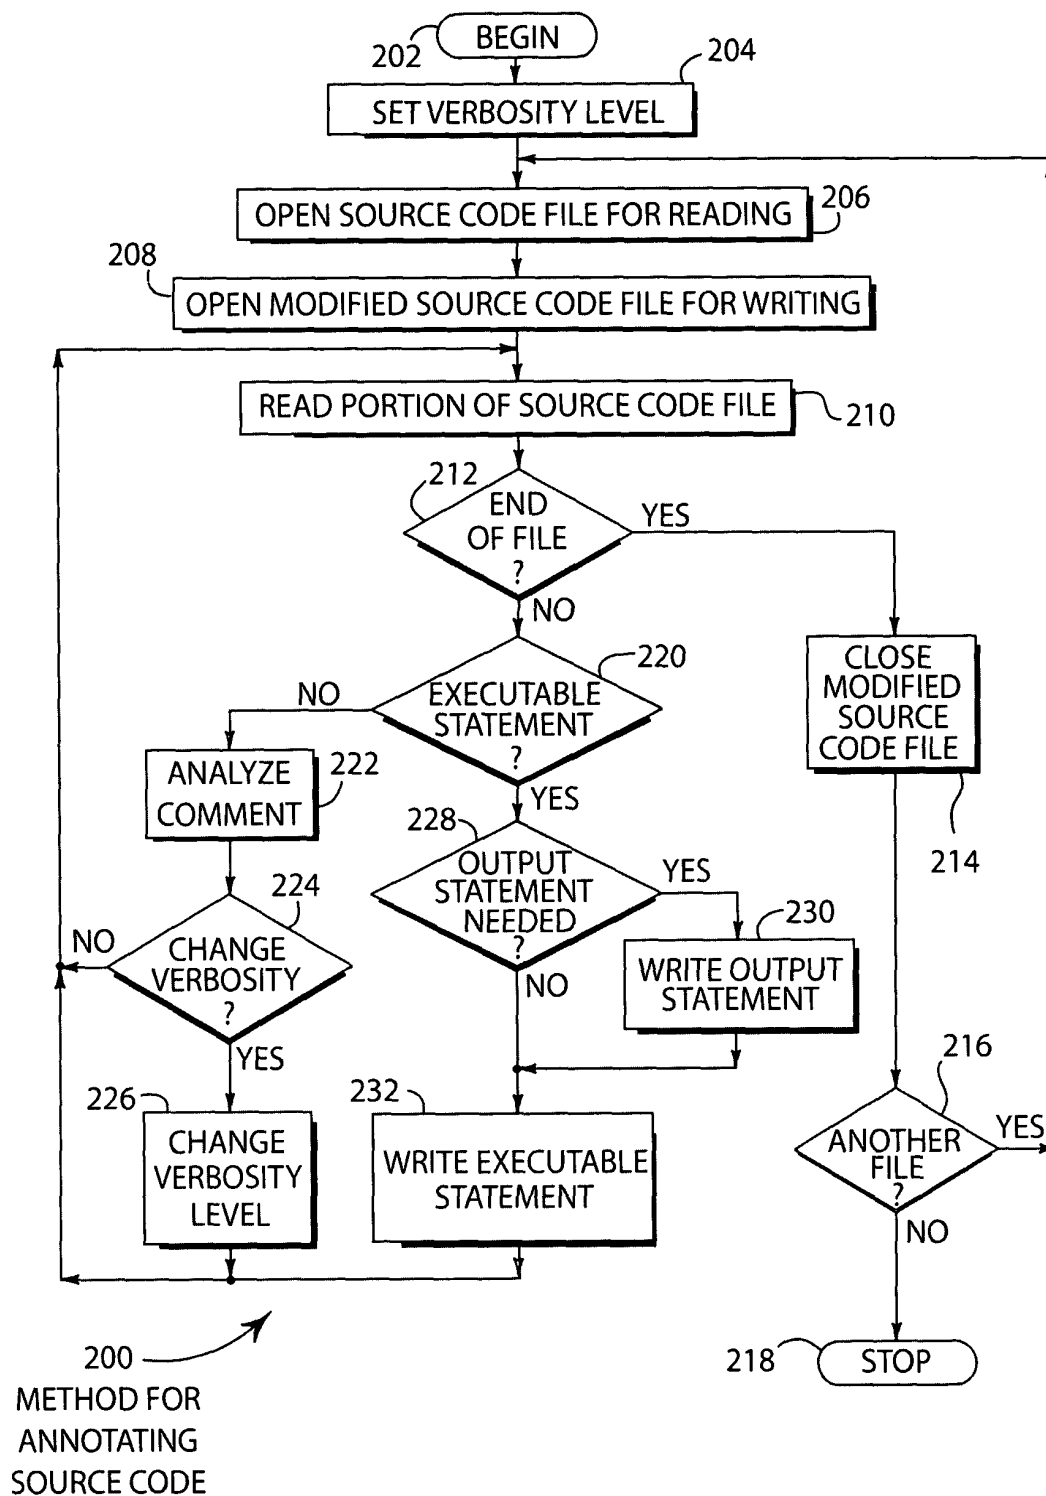 BEGIN
202
204
SET VERBOSITY LEVEL
206
OPEN SOURCE CODE FILE FOR READING
208
OPEN MODIFIED SOURCE CODE FILE FOR WRITING
READ PORTION OF SOURCE CODE FILE
210
212
END
OF FILE
?
YES
NO
220
EXECUTABLE
STATEMENT
?
NO
YES
CLOSE
MODIFIED
SOURCE
CODE FILE
214
ANALYZE
COMMENT
222
228
OUTPUT
STATEMENT
NEEDED
?
YES
NO
230
WRITE OUTPUT
STATEMENT
224
CHANGE
VERBOSITY
?
NO
YES
226
CHANGE
VERBOSITY
LEVEL
232
WRITE EXECUTABLE
STATEMENT
216
ANOTHER
FILE
?
YES
NO
218
STOP
200
METHOD FOR
ANNOTATING
SOURCE CODE